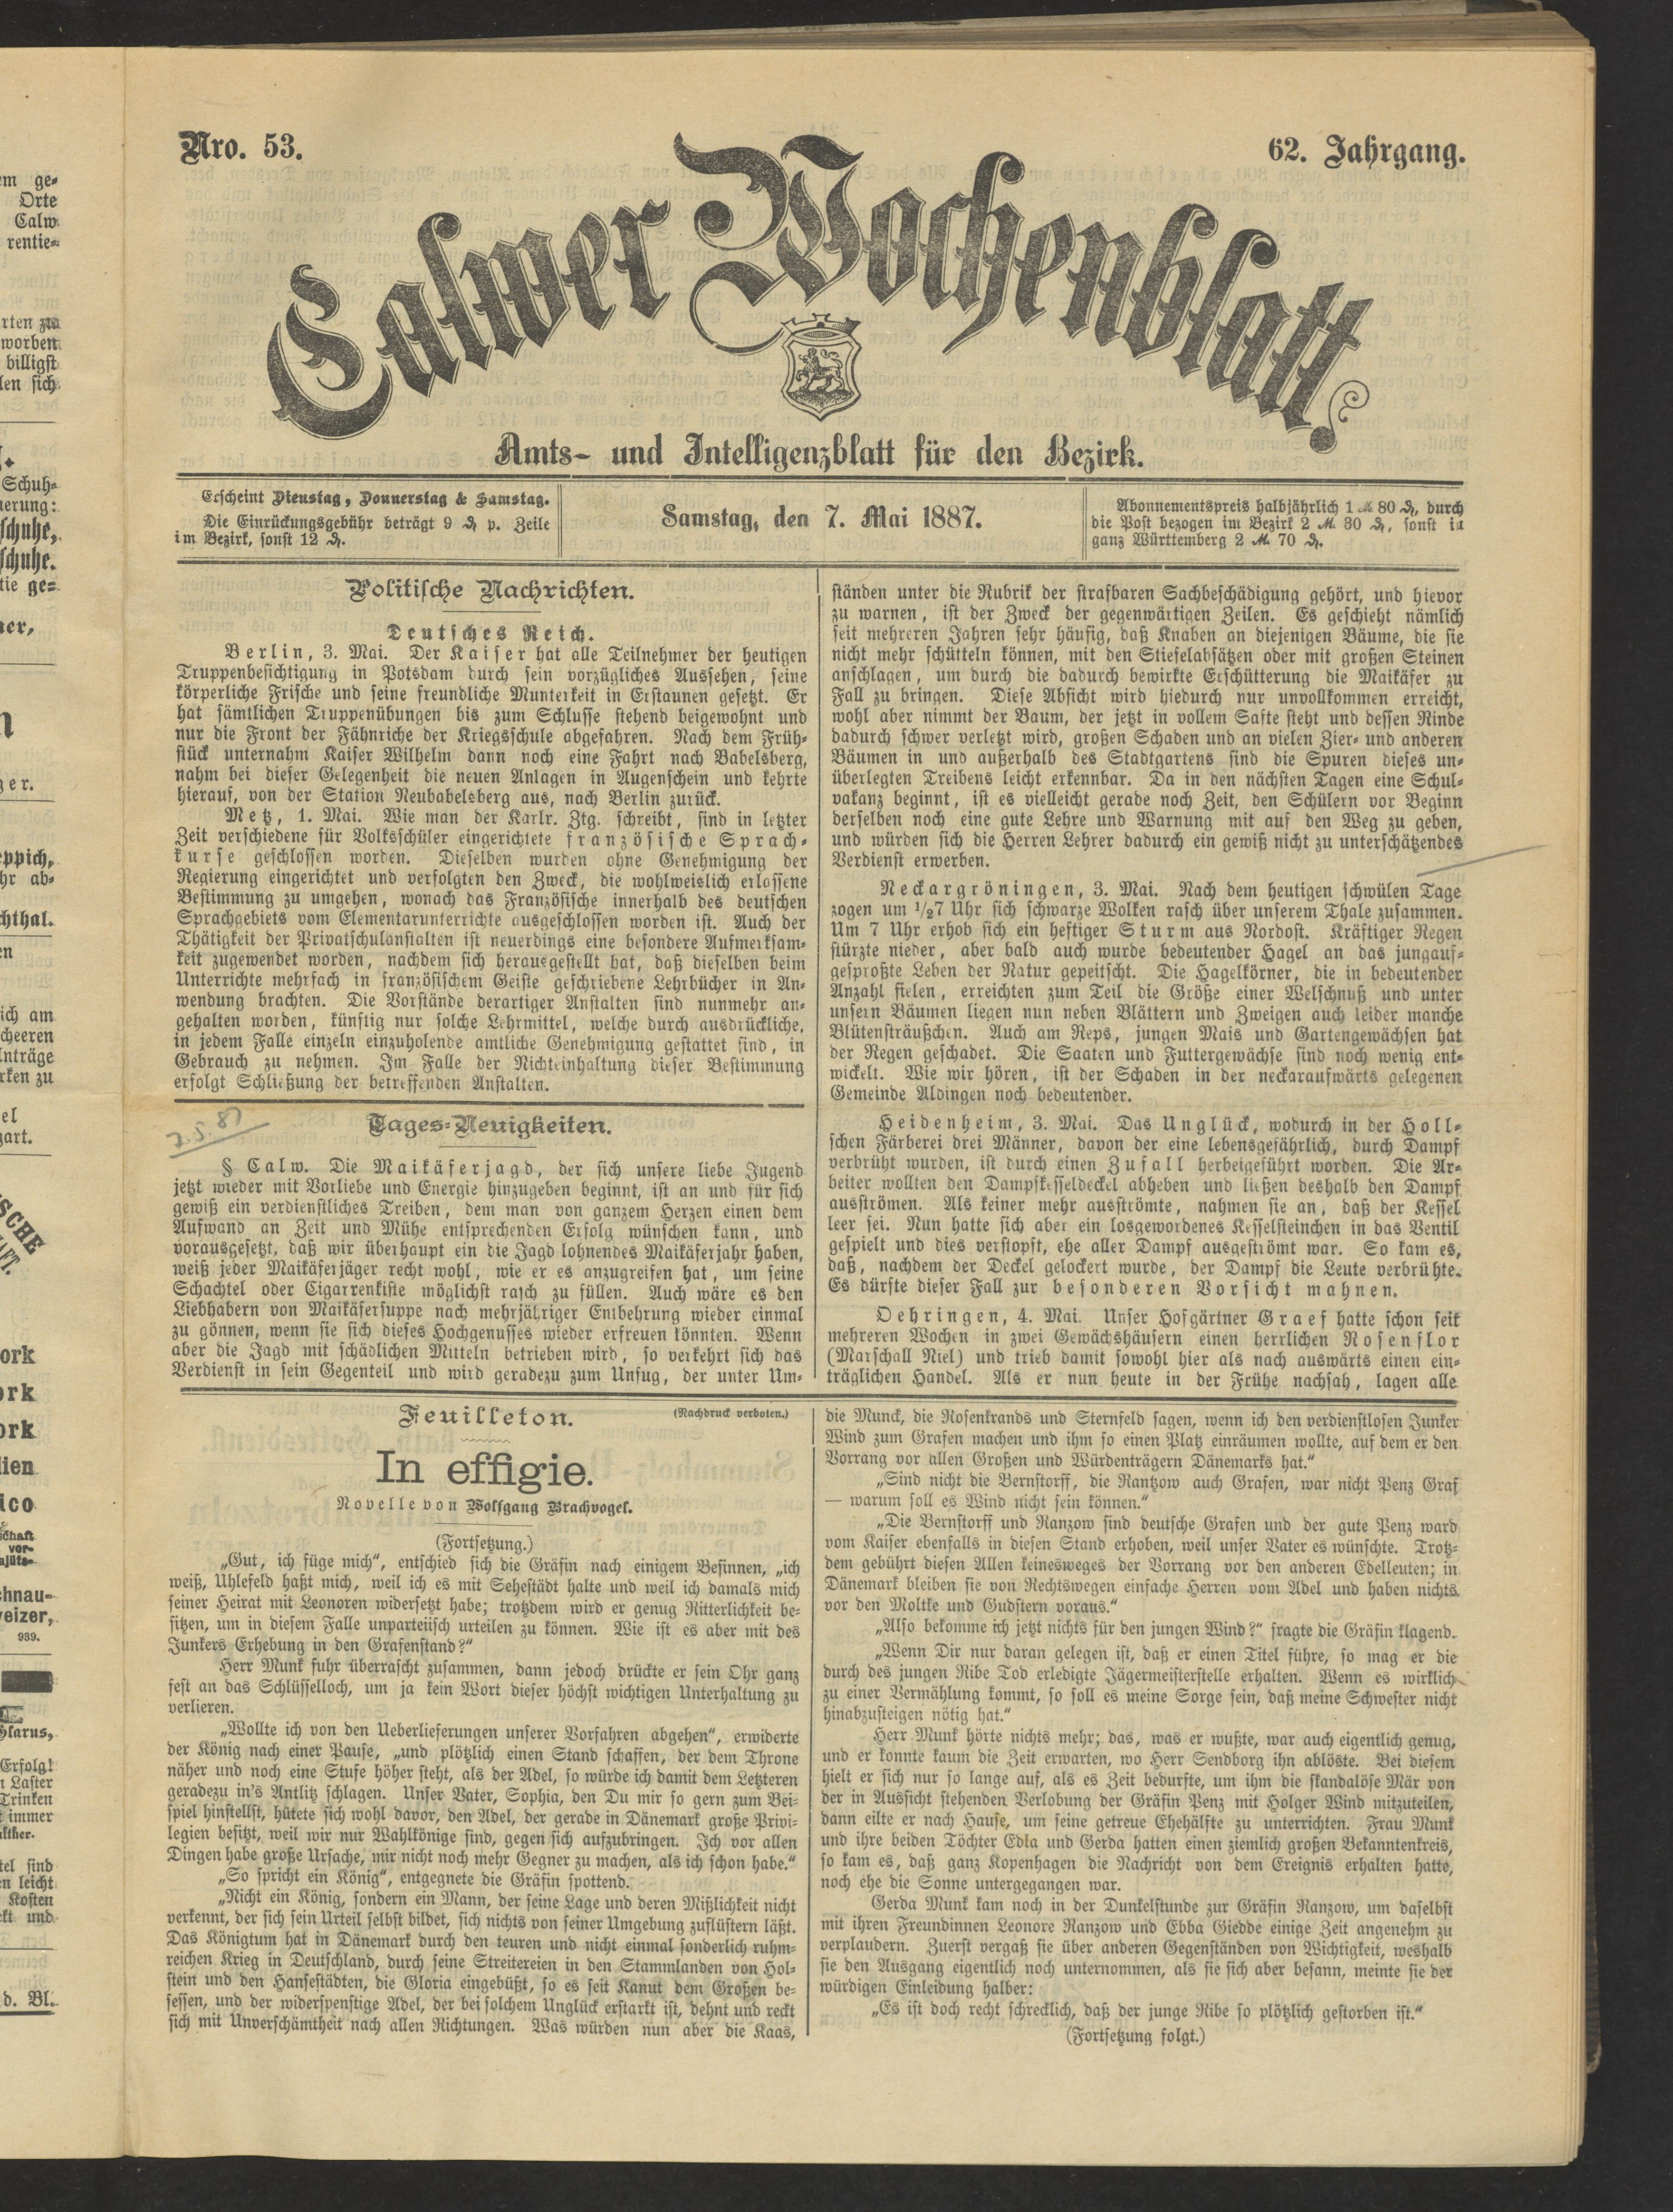 Nro. 53.
62. Jahrgang.
Calwer Wochenblatt
Amts- und Intelligenzblatt für den Bezirk.
Erscheint Dienstag, Donnerstag & Samstag.
Die Einrückungsgebühr beträgt 9 ₰ p. Zeile
im Bezirk, sonst 12 ₰.
Samstag, den 7. Mai 1887.
Abonnementspreis halbjährlich 1 ℳ 80 ₰, durch
die Post bezogen im Bezirk 2 ℳ 30 ₰, sonst in
ganz Württemberg 2 ℳ 70 ₰.
Politische Nachrichten.
Deutsches Reich.
Berlin, 3. Mai. Der Kaiser hat alle Teilnehmer der heutigen
Truppenbesichtigung in Potsdam durch sein vorzügliches Aussehen, seine
körperliche Frische und seine freundliche Munterkeit in Erstaunen gesetzt. Er
hat sämtlichen Truppenübungen bis zum Schlusse stehend beigewohnt und
nur die Front der Fähnriche der Kriegsschule abgefahren. Nach dem Früh-
stück unternahm Kaiser Wilhelm dann noch eine Fahrt nach Babelsberg,
nahm bei dieser Gelegenheit die neuen Anlagen in Augenschein und kehrte
hierauf, von der Station Neubabelsberg aus, nach Berlin zurück.
Metz, 1. Mai. Wie man der Karlr. Ztg. schreibt, sind in letzter
Zeit verschiedene für Volksschüler eingerichtete französische Sprach-
kurse geschlossen worden. Dieselben wurden ohne Genehmigung der
Regierung eingerichtet und verfolgten den Zweck, die wohlweislich erlassene
Bestimmung zu umgehen, wonach das Französische innerhalb des deutschen
Sprachgebiets vom Elementarunterrichte ausgeschlossen worden ist. Auch der
Thätigkeit der Privatschulanstalten ist neuerdings eine besondere Aufmerksam-
keit zugewendet worden, nachdem sich herausgestellt hat, daß dieselben beim
Unterrichte mehrfach in französischem Geiste geschriebene Lehrbücher in An-
wendung brachten. Die Vorstände derartiger Anstalten sind nunmehr an-
gehalten worden, künftig nur solche Lehrmittel, welche durch ausdrückliche,
in jedem Falle einzeln einzuholende amtliche Genehmigung gestattet sind, in
Gebrauch zu nehmen. Im Falle der Nichteinhaltung dieser Bestimmung
erfolgt Schließung der betreffenden Anstalten.
Tages-Neuigkeiten.
§ Calw. Die Maikäferjagd, der sich unsere liebe Jugend
jetzt wieder mit Vorliebe und Energie hinzugeben beginnt, ist an und für sich
gewiß ein verdienstliches Treiben, dem man von ganzem Herzen einen dem
Aufwand an Zeit und Mühe entsprechenden Erfolg wünschen kann, und
vorausgesetzt, daß wir überhaupt ein die Jagd lohnendes Maikäferjahr haben,
weiß jeder Maikäferjäger recht wohl, wie er es anzugreifen hat, um seine
Schachtel oder Cigarrenkiste möglichst rasch zu füllen. Auch wäre es den
Liebhabern von Maikäfersuppe nach mehrjähriger Entbehrung wieder einmal
zu gönnen, wenn sie sich dieses Hochgenusses wieder erfreuen könnten. Wenn
aber die Jagd mit schädlichen Mitteln betrieben wird, so verkehrt sich das
Verdienst in sein Gegenteil und wird geradezu zum Unfug, der unter Um-
ständen unter die Rubrik der strafbaren Sachbeschädigung gehört, und hievor
zu warnen, ist der Zweck der gegenwärtigen Zeilen. Es geschieht nämlich
seit mehreren Jahren sehr häufig, daß Knaben an diejenigen Bäume, die sie
nicht mehr schütteln können, mit den Stiefelabsätzen oder mit großen Steinen
anschlagen, um durch die dadurch bewirkte Erschütterung die Maikäfer zu
Fall zu bringen. Diese Absicht wird hiedurch nur unvollkommen erreicht,
wohl aber nimmt der Baum, der jetzt in vollem Safte steht und dessen Rinde
dadurch schwer verletzt wird, großen Schaden und an vielen Zier- und anderen
Bäumen in und außerhalb des Stadtgartens sind die Spuren dieses un-
überlegten Treibens leicht erkennbar. Da in den nächsten Tagen eine Schul-
vakanz beginnt, ist es vielleicht gerade noch Zeit, den Schülern vor Beginn
derselben noch eine gute Lehre und Warnung mit auf den Weg zu geben,
und würden sich die Herren Lehrer dadurch ein gewiß nicht zu unterschätzendes
Verdienst erwerben.
Neckargröningen, 3. Mai. Nach dem heutigen schwülen Tage
zogen um 1/27 Uhr sich schwarze Wolken rasch über unserem Thale zusammen.
Um 7 Uhr erhob sich ein heftiger Sturm aus Nordost. Kräftiger Regen
stürzte nieder, aber bald auch wurde bedeutender Hagel an das jungauf-
gesproßte Leben der Natur gepeitscht. Die Hagelkörner, die in bedeutender
Anzahl fielen, erreichten zum Teil die Größe einer Welschnuß und unter
unsern Bäumen liegen nun neben Blättern und Zweigen auch leider manche
Blütensträußchen. Auch am Reps, jungen Mais und Gartengewächsen hat
der Regen geschadet. Die Saaten und Futtergewächse sind noch wenig ent-
wickelt. Wie wir hören, ist der Schaden in der neckaraufwärts gelegenen
Gemeinde Aldingen noch bedeutender.
Heidenheim, 3. Mai. Das Unglück, wodurch in der Holl-
schen Färberei drei Männer, davon der eine lebensgefährlich, durch Dampf
verbrüht wurden, ist durch einen Zufall herbeigeführt worden. Die Ar-
beiter wollten den Dampfkesseldeckel abheben und ließen deshalb den Dampf
ausströmen. Als keiner mehr ausströmte, nahmen sie an, daß der Kessel
leer sei. Nun hatte sich aber ein losgewordenes Kesselsteinchen in das Ventil
gespielt und dies verstopft, ehe aller Dampf ausgeströmt war. So kam es,
daß, nachdem der Deckel gelockert wurde, der Dampf die Leute verbrühte.
Es dürfte dieser Fall zur besonderen Vorsicht mahnen.
Oehringen, 4. Mai. Unser Hofgärtner Graef hatte schon seit
mehreren Wochen in zwei Gewächshäusern einen herrlichen Rosenflor
(Marschall Niel) und trieb damit sowohl hier als nach auswärts einen ein-
träglichen Handel. Als er nun heute in der Frühe nachsah, lagen alle
Feuilleton.
(Nachdruck verboten.)
In effigie.
Novelle von Wolfgang Brachvogel.
(Fortsetzung.)
„Gut, ich füge mich“, entschied sich die Gräfin nach einigem Besinnen, „ich
weiß, Uhlefeld haßt mich, weil ich es mit Sehestädt halte und weil ich damals mich
seiner Heirat mit Leonoren widersetzt habe; trotzdem wird er genug Ritterlichkeit be-
sitzen, um in diesem Falle unparteiisch urteilen zu können. Wie ist es aber mit des
Junkers Erhebung in den Grafenstand?“
Herr Munk fuhr überrascht zusammen, dann jedoch drückte er sein Ohr ganz
fest an das Schlüsselloch, um ja kein Wort dieser höchst wichtigen Unterhaltung zu
verlieren.
„Wollte ich von den Ueberlieferungen unserer Vorfahren abgehen“, erwiderte
der König nach einer Pause, „und plötzlich einen Stand schaffen, der dem Throne
näher und noch eine Stufe höher steht, als der Adel, so würde ich damit dem Letzteren
geradezu in's Antlitz schlagen. Unser Vater, Sophia, den Du mir so gern zum Bei-
spiel hinstellst, hütete sich wohl davor, den Adel, der gerade in Dänemark große Privi-
legien besitzt, weil wir nur Wahlkönige sind, gegen sich aufzubringen. Ich vor allen
Dingen habe große Ursache, mir nicht noch mehr Gegner zu machen, als ich schon habe.“
„So spricht ein König“, entgegnete die Gräfin spottend.
„Nicht ein König, sondern ein Mann, der seine Lage und deren Mißlichkeit nicht
verkennt, der sich sein Urteil selbst bildet, sich nichts von seiner Umgebung zuflüstern läßt.
Das Königtum hat in Dänemark durch den teuren und nicht einmal sonderlich ruhm-
reichen Krieg in Deutschland, durch seine Streitereien in den Stammlanden von Hol-
stein und den Hansestädten, die Gloria eingebüßt, so es seit Kanut dem Großen be-
sessen, und der widerspenstige Adel, der bei solchem Unglück erstarkt ist, dehnt und reckt
sich mit Unverschämtheit nach allen Richtungen. Was würden nun aber die Kaas,
die Munck, die Rosenkrands und Sternfeld sagen, wenn ich den verdienstlosen Junker
Wind zum Grafen machen und ihm so einen Platz einräumen wollte, auf dem er den
Vorrang vor allen Großen und Würdenträgern Dänemarks hat.“
„Sind nicht die Bernstorff, die Rantzow auch Grafen, war nicht Penz Graf
— warum soll es Wind nicht sein können.“
„Die Bernstorff und Ranzow sind deutsche Grafen und der gute Penz ward
vom Kaiser ebenfalls in diesen Stand erhoben, weil unser Vater es wünschte. Trotz-
dem gebührt diesen Allen keinesweges der Vorrang vor den anderen Edelleuten; in
Dänemark bleiben sie von Rechtswegen einfache Herren vom Adel und haben nichts
vor den Moltke und Gudstern voraus.“
„Also bekomme ich jetzt nichts für den jungen Wind?“ fragte die Gräfin klagend.
„Wenn Dir nur daran gelegen ist, daß er einen Titel führe, so mag er die
durch des jungen Ribe Tod erledigte Jägermeisterstelle erhalten. Wenn es wirklich
zu einer Vermählung kommt, so soll es meine Sorge sein, daß meine Schwester nicht
hinabzusteigen nötig hat.“
Herr Munk hörte nichts mehr; das, was er wußte, war auch eigentlich genug,
und er konnte kaum die Zeit erwarten, wo Herr Sendborg ihn ablöste. Bei diesem
hielt er sich nur so lange auf, als es Zeit bedurfte, um ihm die skandalöse Mär von
der in Aussicht stehenden Verlobung der Gräfin Penz mit Holger Wind mitzuteilen,
dann eilte er nach Hause, um seine getreue Ehehälfte zu unterrichten. Frau Munk
und ihre beiden Töchter Edla und Gerda hatten einen ziemlich großen Bekanntenkreis,
so kam es, daß ganz Kopenhagen die Nachricht von dem Ereignis erhalten hatte,
noch ehe die Sonne untergegangen war.
Gerda Munk kam noch in der Dunkelstunde zur Gräfin Ranzow, um daselbst
mit ihren Freundinnen Leonore Ranzow und Ebba Giedde einige Zeit angenehm zu
verplaudern. Zuerst vergaß sie über anderen Gegenständen von Wichtigkeit, weshalb
sie den Ausgang eigentlich noch unternommen, als sie sich aber besann, meinte sie der
würdigen Einleidung halber:
„Es ist doch recht schrecklich, daß der junge Ribe so plötzlich gestorben ist.“
(Fortsetzung folgt.)